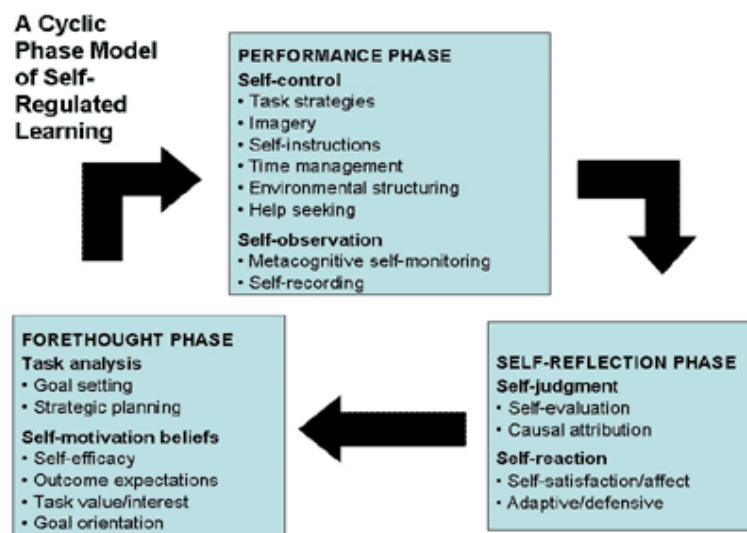 A Cyclic
Phase Model
of Self-
Regulated
Learning
PERFORMANCE PHASE
Self-control
• Task strategies
• Imagery
• Self-instructions
• Time management
• Environmental structuring
• Help seeking
Self-observation
• Metacognitive self-monitoring
• Self-recording
FORETHOUGHT PHASE
Task analysis
• Goal setting
• Strategic planning
Self-motivation beliefs
• Self-efficacy
• Outcome expectations
• Task value/interest
• Goal orientation
SELF-REFLECTION PHASE
Self-judgment
• Self-evaluation
• Causal attribution
Self-reaction
• Self-satisfaction/affect
• Adaptive/defensive